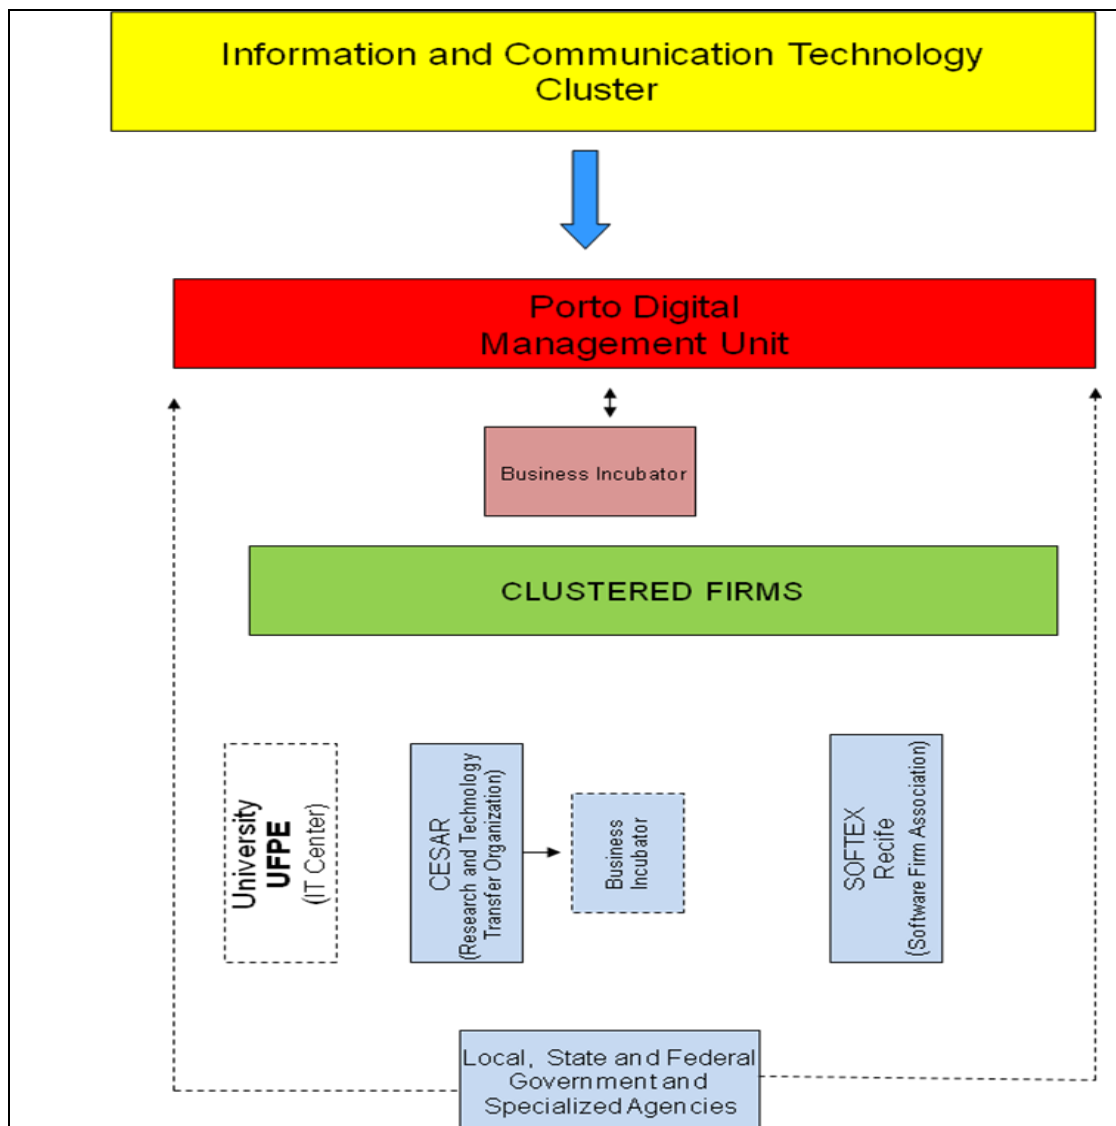 Information and Communication Technology
Cluster
Porto Digital
Management Unit
Business Incubator
CLUSTERED FIRMS
University
UFPE
(IT Center)
CESAR
(Research and Technology
Transfer Organization)
Business
Incubator
SOFTEX
Recife
(Software Firm Association)
Local, State and Federal
Government and
Specialized Agencies